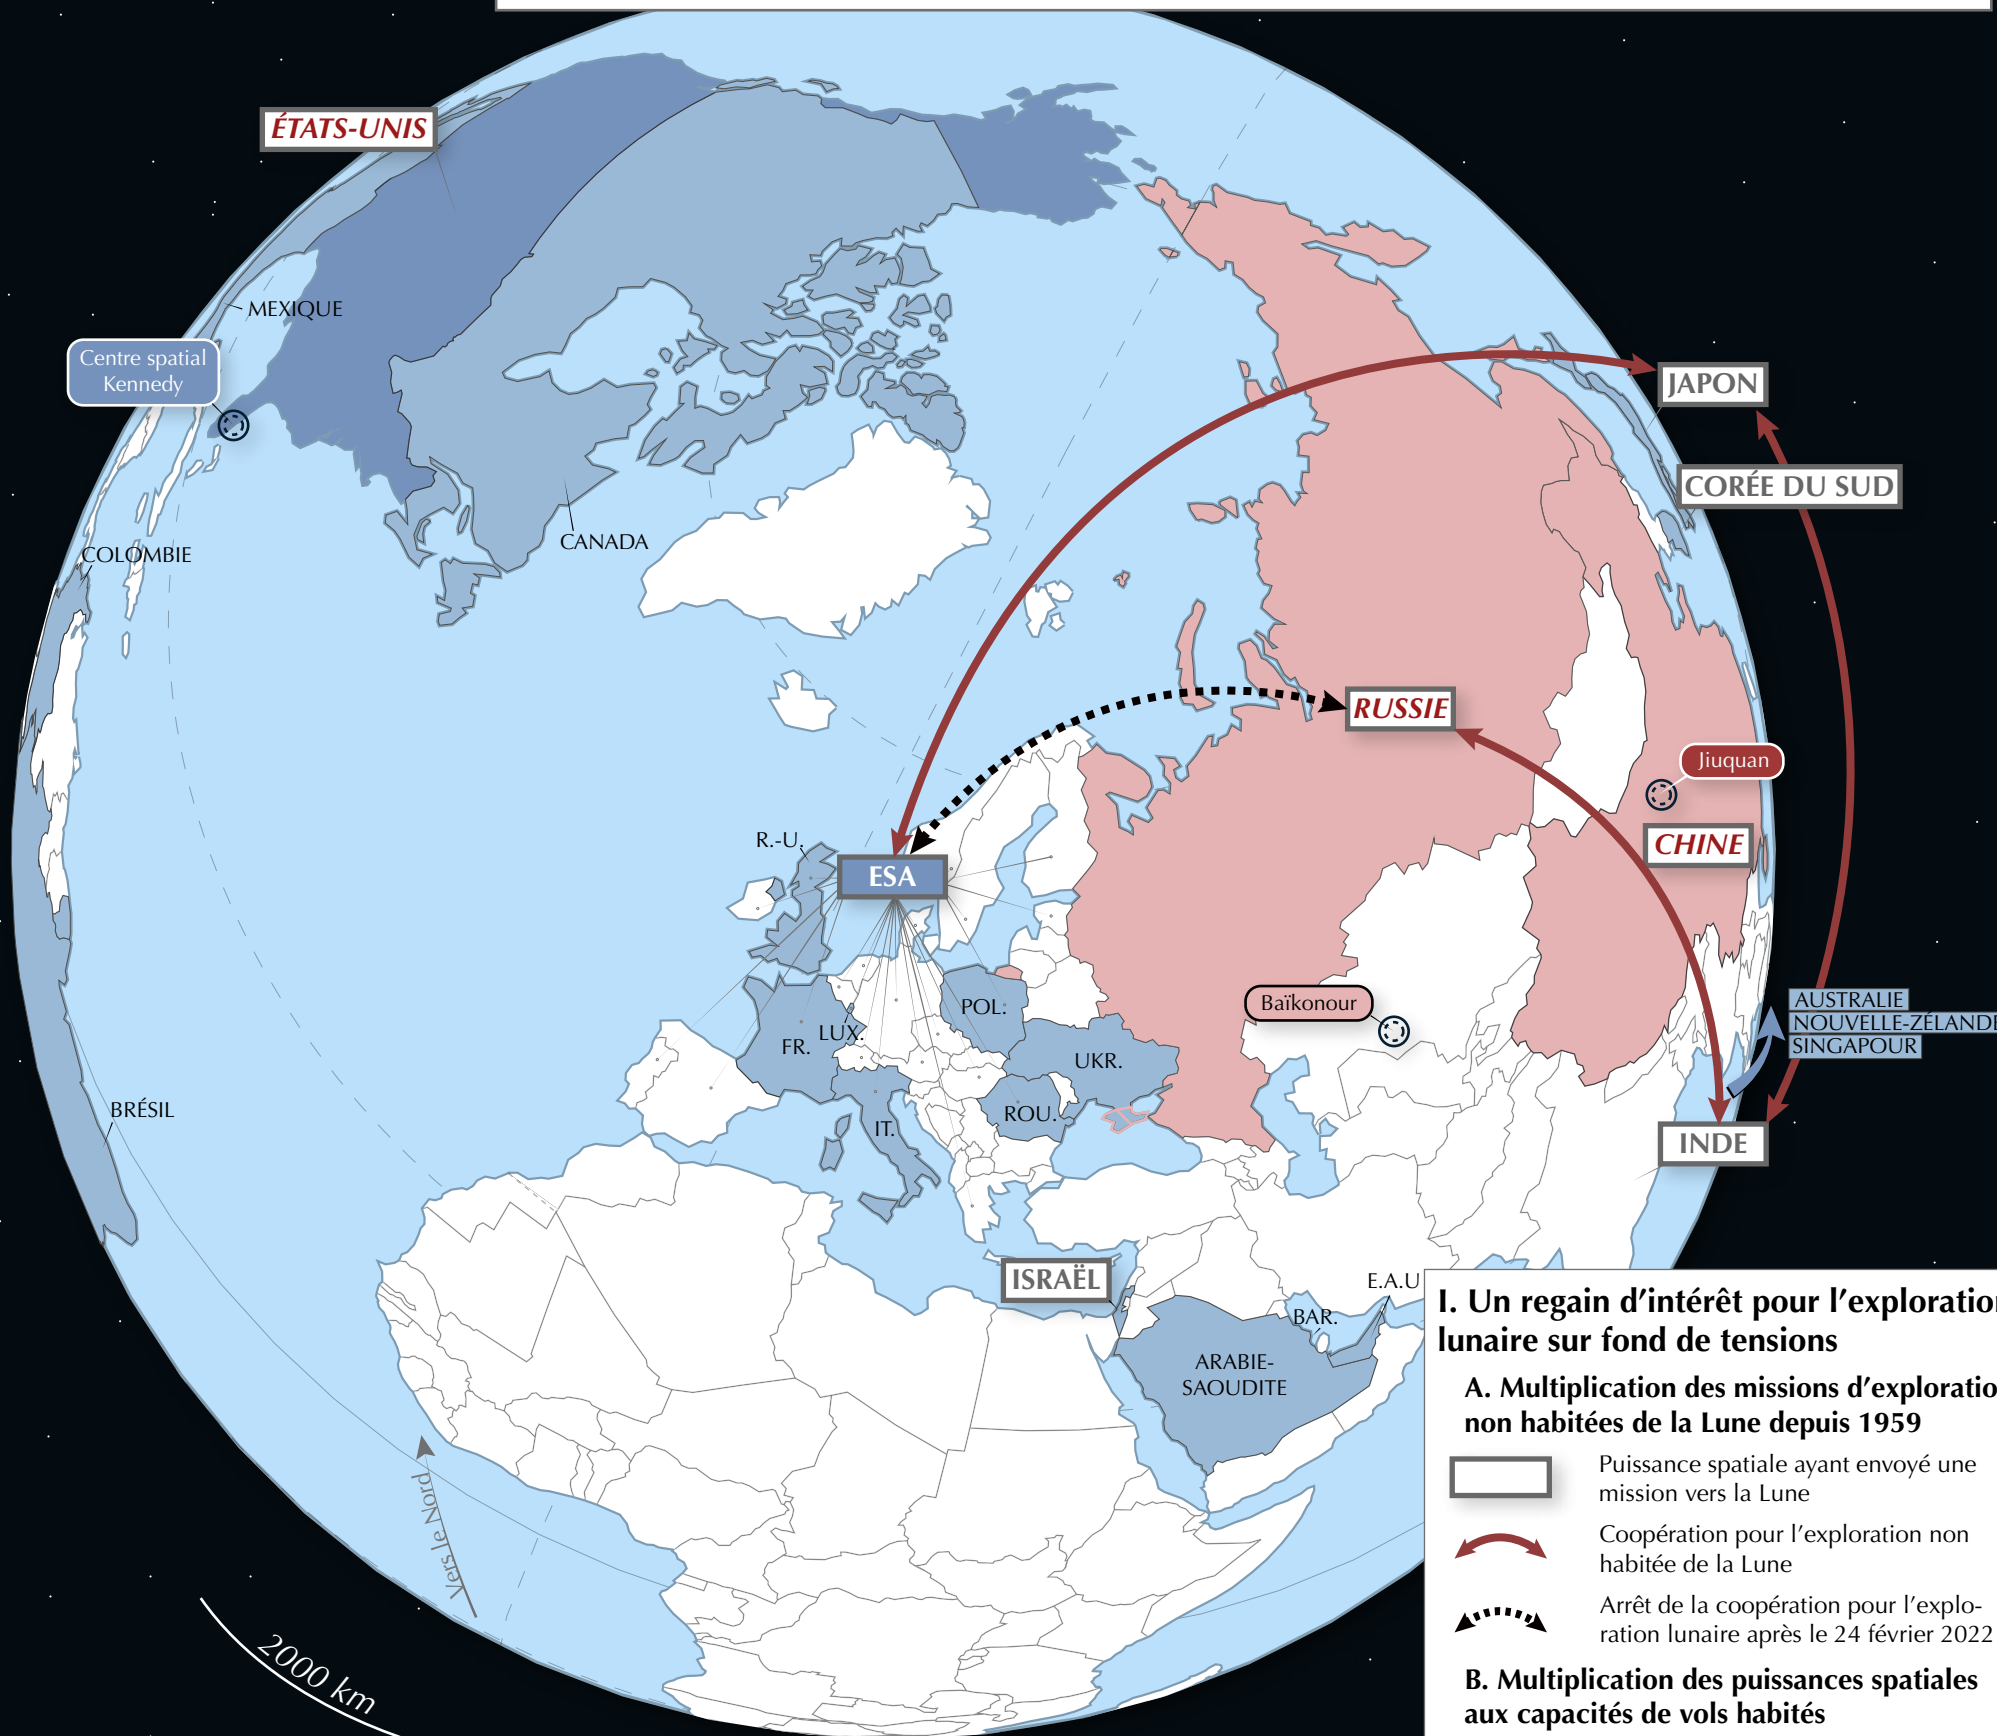 ÉTATS-UNIS
MEXIQUE
Centre spatial
Kennedy
JAPON
CORÉE DU SUD
CANADA
COLOMBIE
RUSSIE
Jiuquan
CHINE
R.-U.
ESA
AUSTRALIE
NOUVELLE-ZÉLANDE
SINGAPOUR
Baïkonour
POL.
LUX.
FR.
UKR.
ROU.
BRÉSIL
IT.
INDE
ISRAËL
E.A.U
BAR.
ARABIE-
SAOUDITE
Vers le Nord
2000 km
I. Un regain d'intérêt pour l'exploration
lunaire sur fond de tensions
A. Multiplication des missions d'exploratio
non habitées de la Lune depuis 1959
Puissance spatiale ayant envoyé une
mission vers la Lune
Coopération pour l'exploration non
habitée de la Lune
Arrêt de la coopération pour l'explo-
ration lunaire après le 24 février 2022
B. Multiplication des puissances spatiales
aux capacités de vols habités